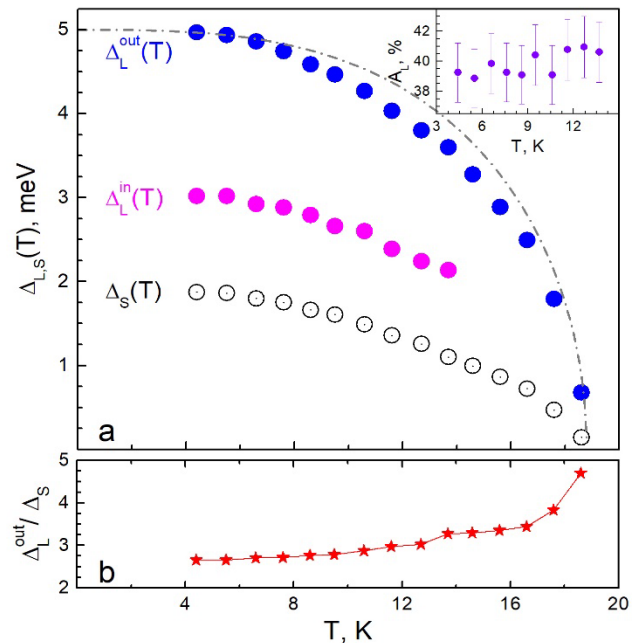 5
4
3
2
1
Δ_L^out(T)
Δ_L^in(T)
Δ_S(T)
Δ_L,S(T), meV
a
42
40
38
A_L, %
3 6 9 12
T, K
5
4
3
2
Δ_L^out/ Δ_S
b
4 8 12 16 20
T, K